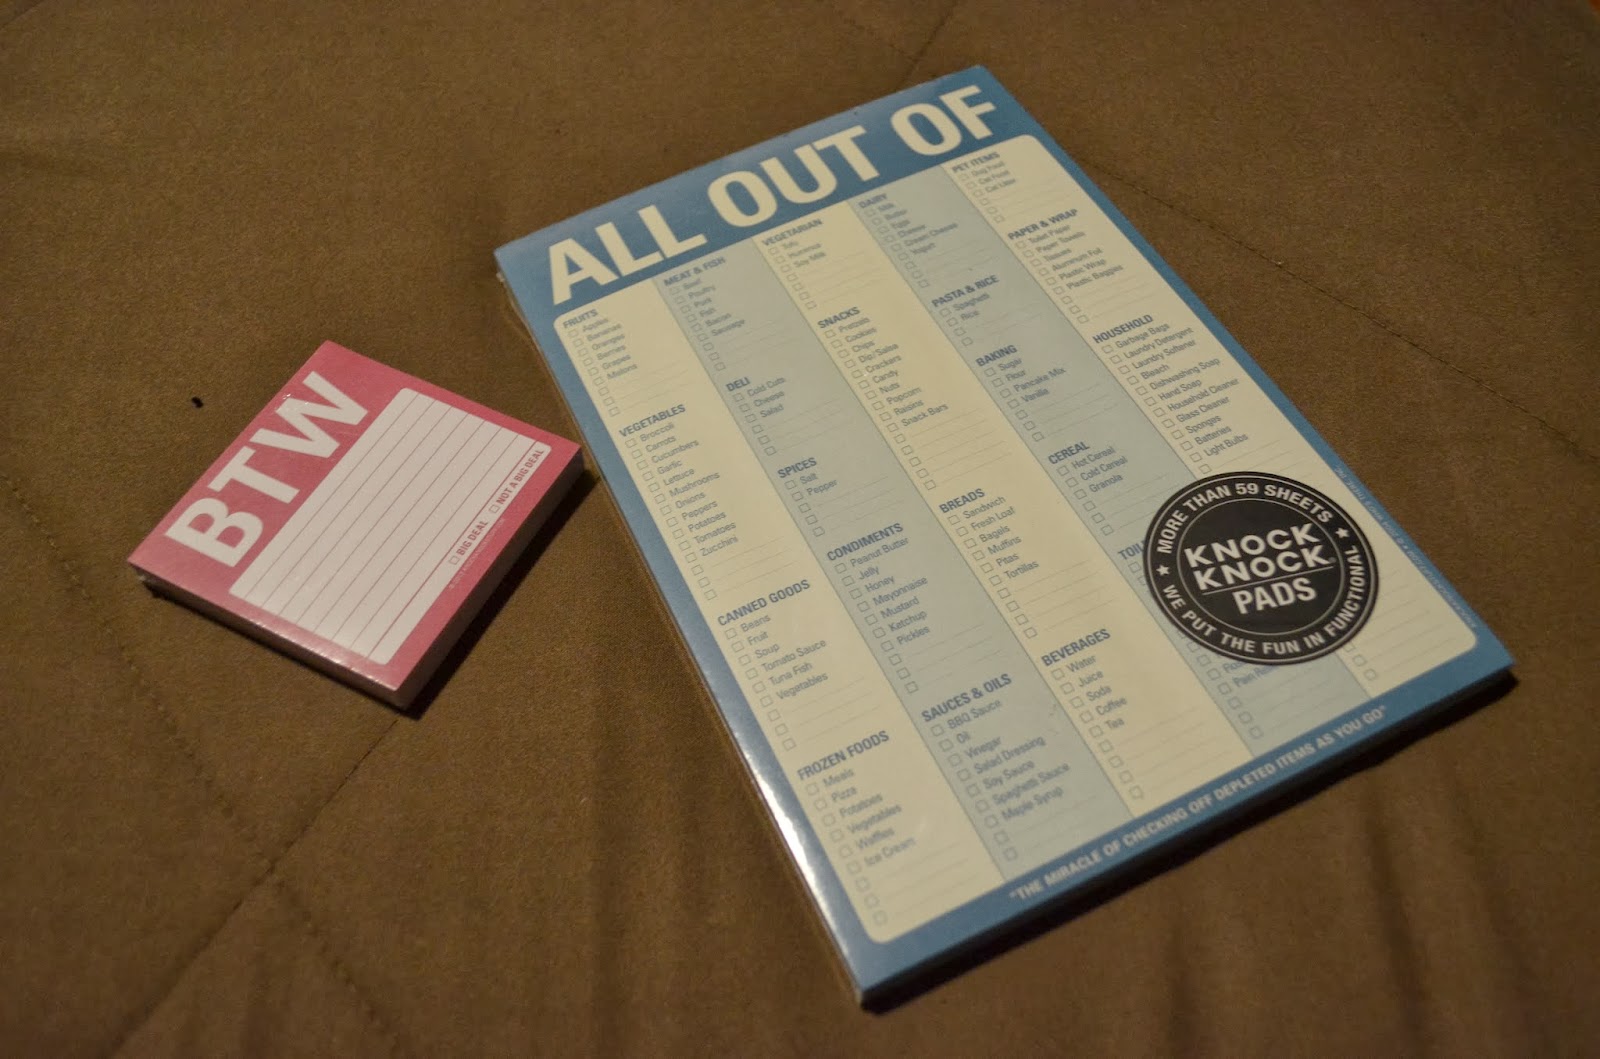 BTW
BIG DEAL
NOT A BIG DEAL
ALL OUT OF
FRUITS
Apples
Bananas
Oranges
Berries
Grapes
Melons
VEGETABLES
Broccoli
Carrots
Cucumbers
Garlic
Lettuce
Mushrooms
Onions
Peppers
Potatoes
Tomatoes
Zucchini
CANNED GOODS
Beans
Fruit
Soup
Tomato Sauce
Tuna Fish
Vegetables
FROZEN FOODS
Meals
Pizza
Potatoes
Vegetables
Waffles
Ice Cream
MEAT & FISH
Beef
Poultry
Pork
Fish
Bacon
Sausage
DELI
Cold Cuts
Cheese
Salad
SPICES
Salt
Pepper
CONDIMENTS
Peanut Butter
Jelly
Honey
Mayonnaise
Mustard
Ketchup
Pickles
SAUCES & OILS
BBQ Sauce
Oil
Vinegar
Salad Dressing
Soy Sauce
Spaghetti Sauce
Maple Syrup
VEGETARIAN
Tofu
Hummus
Soy Milk
SNACKS
Pretzels
Cookies
Chips
Dip/Salsa
Crackers
Candy
Nuts
Popcorn
Raisins
Snack Bars
BREADS
Sandwich
Fresh Loaf
Bagels
Muffins
Pitas
Tortillas
BEVERAGES
Water
Juice
Soda
Coffee
Tea
DAIRY
Milk
Butter
Eggs
Cheese
Cream Cheese
Yogurt
PASTA & RICE
Spaghetti
Rice
BAKING
Sugar
Flour
Pancake Mix
Vanilla
CEREAL
Hot Cereal
Cold Cereal
Granola
PET ITEMS
Dog Food
Cat Food
Cat Litter
PAPER & WRAP
Toilet Paper
Paper Towels
Tissues
Aluminum Foil
Plastic Wrap
Plastic Baggies
HOUSEHOLD
Garbage Bags
Laundry Detergent
Laundry Softener
Bleach
Dishwashing Soap
Hand Soap
Household Cleaner
Glass Cleaner
Sponges
Batteries
Light Bulbs
MORE THAN 59 SHEETS
KNOCK
KNOCK
PADS
WE PUT THE FUN IN FUNCTIONAL
"THE MIRACLE OF CHECKING OFF DEPLETED ITEMS AS YOU GO"